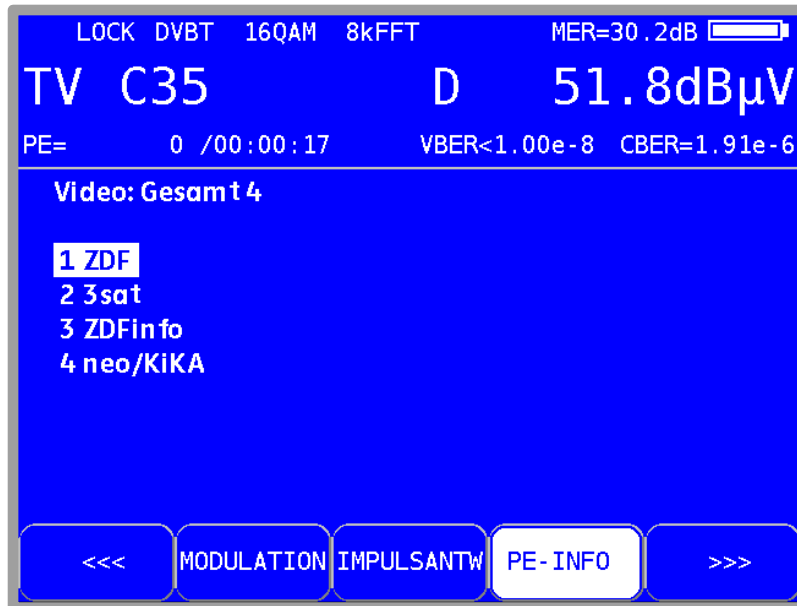 LOCK DVBT 16QAM 8kFFT MER=30.2dB
TV C35 D 51.8dBµV
PE= 0 /00:00:17 VBER<1.00e-8 CBER=1.91e-6
Video: Gesamt 4
1 ZDF
2 3sat
3 ZDFinfo
4 neo/KiKA
<<< MODULATION IMPULSANTW PE-INFO >>>